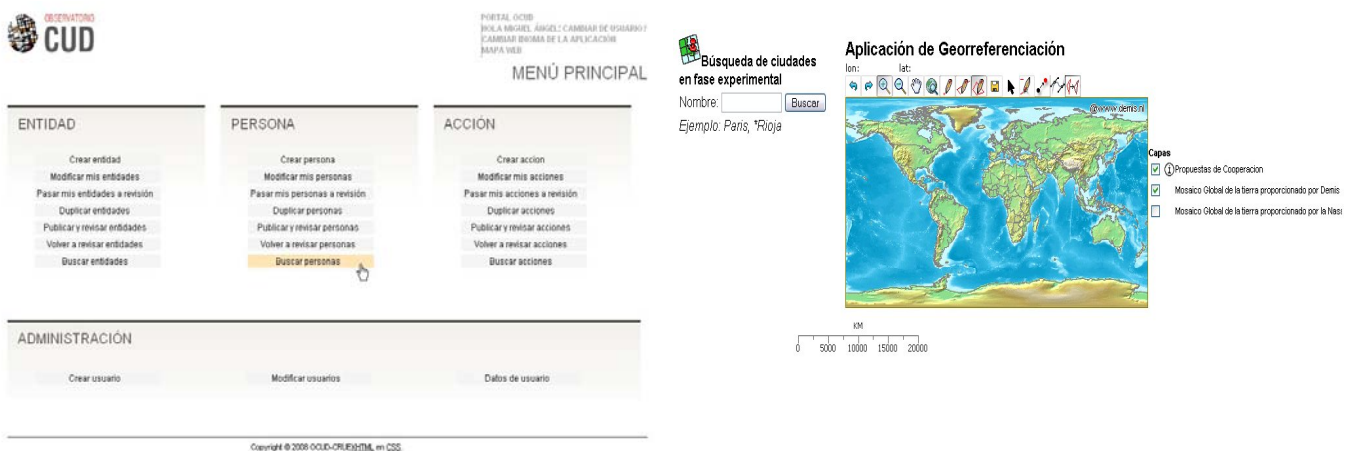 OBSERVATORIO
CUD
PORTAL OCUD
HOLA MIGUEL ÁNGEL! CAMBIAR DE USUARIO?
CAMBIAR IDIOMA DE LA APLICACIÓN
MAPA WEB
MENÚ PRINCIPAL
ENTIDAD
Crear entidad
Modificar mis entidades
Pasar mis entidades a revisión
Duplicar entidades
Publicar y revisar entidades
Volver a revisar entidades
Buscar entidades
PERSONA
Crear persona
Modificar mis personas
Pasar mis personas a revisión
Duplicar personas
Publicar y revisar personas
Volver a revisar personas
Buscar personas
ACCIÓN
Crear accion
Modificar mis acciones
Pasar mis acciones a revisión
Duplicar acciones
Publicar y revisar acciones
Volver a revisar acciones
Buscar acciones
ADMINISTRACIÓN
Crear usuario
Modificar usuarios
Datos de usuario
Copyright © 2008 OCUD-CRUEXHTML en CSS
Búsqueda de ciudades
en fase experimental
Nombre: Buscar
Ejemplo: Paris, *Rioja
Aplicación de Georreferenciación
lon: lat:
@www.demis.nl
Capas
Propuestas de Cooperacion
Mosaico Global de la tierra proporcionado por Demis
Mosaico Global de la tierra proporcionado por la Nas
KM
0 5000 10000 15000 20000